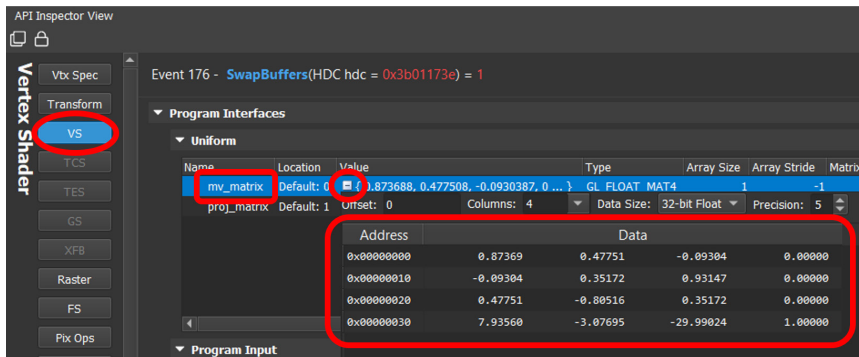 API Inspector View
Vertex Shader
Vtx Spec
Transform
VS
TCS
TES
GS
XFB
Raster
FS
Pix Ops
Event 176 - SwapBuffers(HDC hdc = 0x3b01173e) = 1
Program Interfaces
Uniform
Name Location Value Type Array Size Array Stride Matrix
mv_matrix Default: 0 { 0.873688, 0.477508, -0.0930387, 0 ... } GL_FLOAT_MAT4 1 -1
proj_matrix Default: 1 Offset: 0 Columns: 4 Data Size: 32-bit Float Precision: 5
Address Data
0x00000000 0.87369 0.47751 -0.09304 0.00000
0x00000010 -0.09304 0.35172 0.93147 0.00000
0x00000020 0.47751 -0.80516 0.35172 0.00000
0x00000030 7.93560 -3.07695 -29.99024 1.00000
Program Input